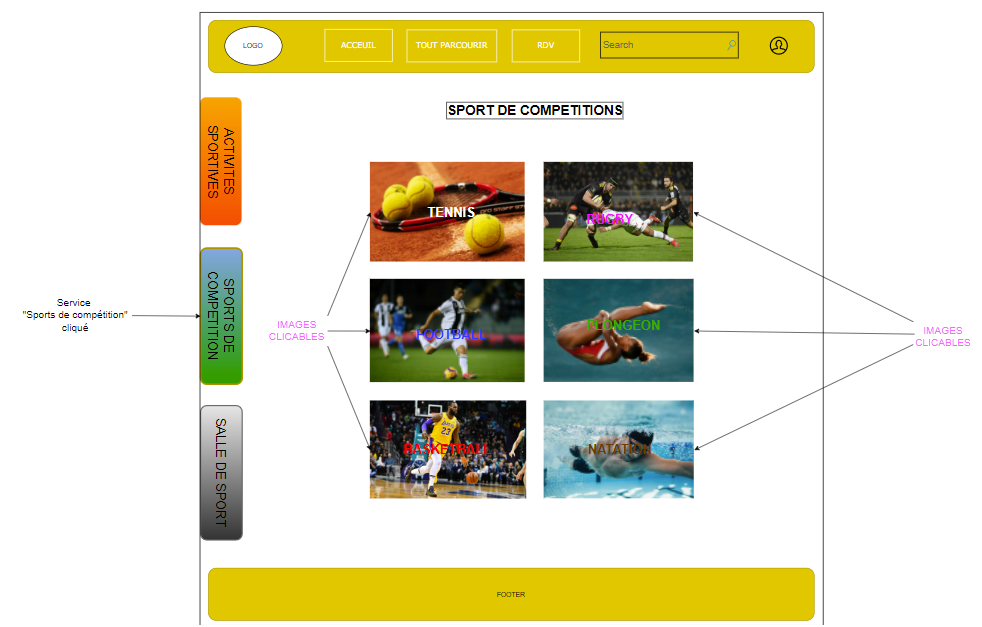 LOGO
ACCEUIL
TOUT PARCOURIR
RDV
Search
SPORT DE COMPETITIONS
ACTIVITES
SPORTIVES
TENNIS
RUGBY
Service
"Sports de compétition"
cliqué
SPORTS DE
COMPETITION
IMAGES
CLICABLES
FOOTBALL
PLONGEON
IMAGES
CLICABLES
SALLE DE SPORT
BASKETBALL
23
NATATION
FOOTER